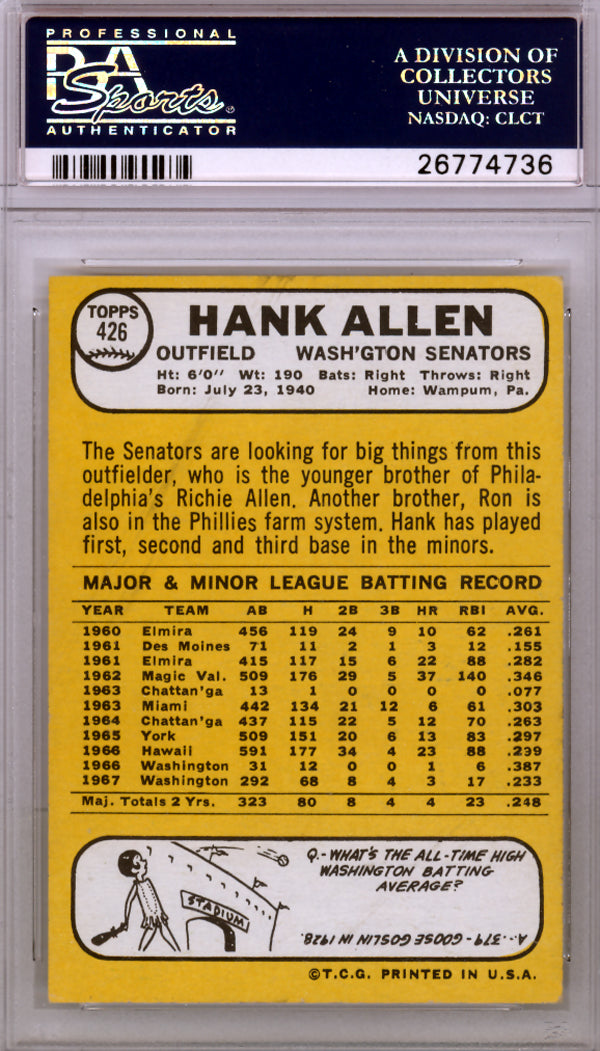 PROFESSIONAL
PSA
Sports
AUTHENTICATOR
A DIVISION OF
COLLECTORS
UNIVERSE
NASDAQ: CLCT
26774736
TOPPS
426
HANK ALLEN
OUTFIELD WASH'GTON SENATORS
Ht: 6'0" Wt: 190 Bats: Right Throws: Right
Born: July 23, 1940 Home: Wampum, Pa.
The Senators are looking for big things from this
outfielder, who is the younger brother of Phila-
delphia's Richie Allen. Another brother, Ron is
also in the Phillies farm system. Hank has played
first, second and third base in the minors.
MAJOR & MINOR LEAGUE BATTING RECORD
YEAR TEAM AB H 2B 3B HR RBI AVG.
1960 Elmira 456 119 24 9 10 62 .261
1961 Des Moines 71 11 2 1 3 12 .155
1961 Elmira 415 117 15 6 22 88 .282
1962 Magic Val. 509 176 29 5 37 140 .346
1963 Chattan'ga 13 1 0 0 0 0 .077
1963 Miami 442 134 21 12 6 61 .303
1964 Chattan'ga 437 115 22 5 12 70 .263
1965 York 509 151 20 6 13 83 .297
1966 Hawaii 591 177 34 4 23 88 .299
1966 Washington 31 12 0 0 1 6 .387
1967 Washington 292 68 8 4 3 17 .233
Maj. Totals 2 Yrs. 323 80 8 4 4 23 .248
STADIUM
Q.-WHAT'S THE ALL-TIME HIGH
WASHINGTON BATTING
AVERAGE?
A-.379 - GOOSE GOSLIN IN 1928.
©T.C.G. PRINTED IN U.S.A.